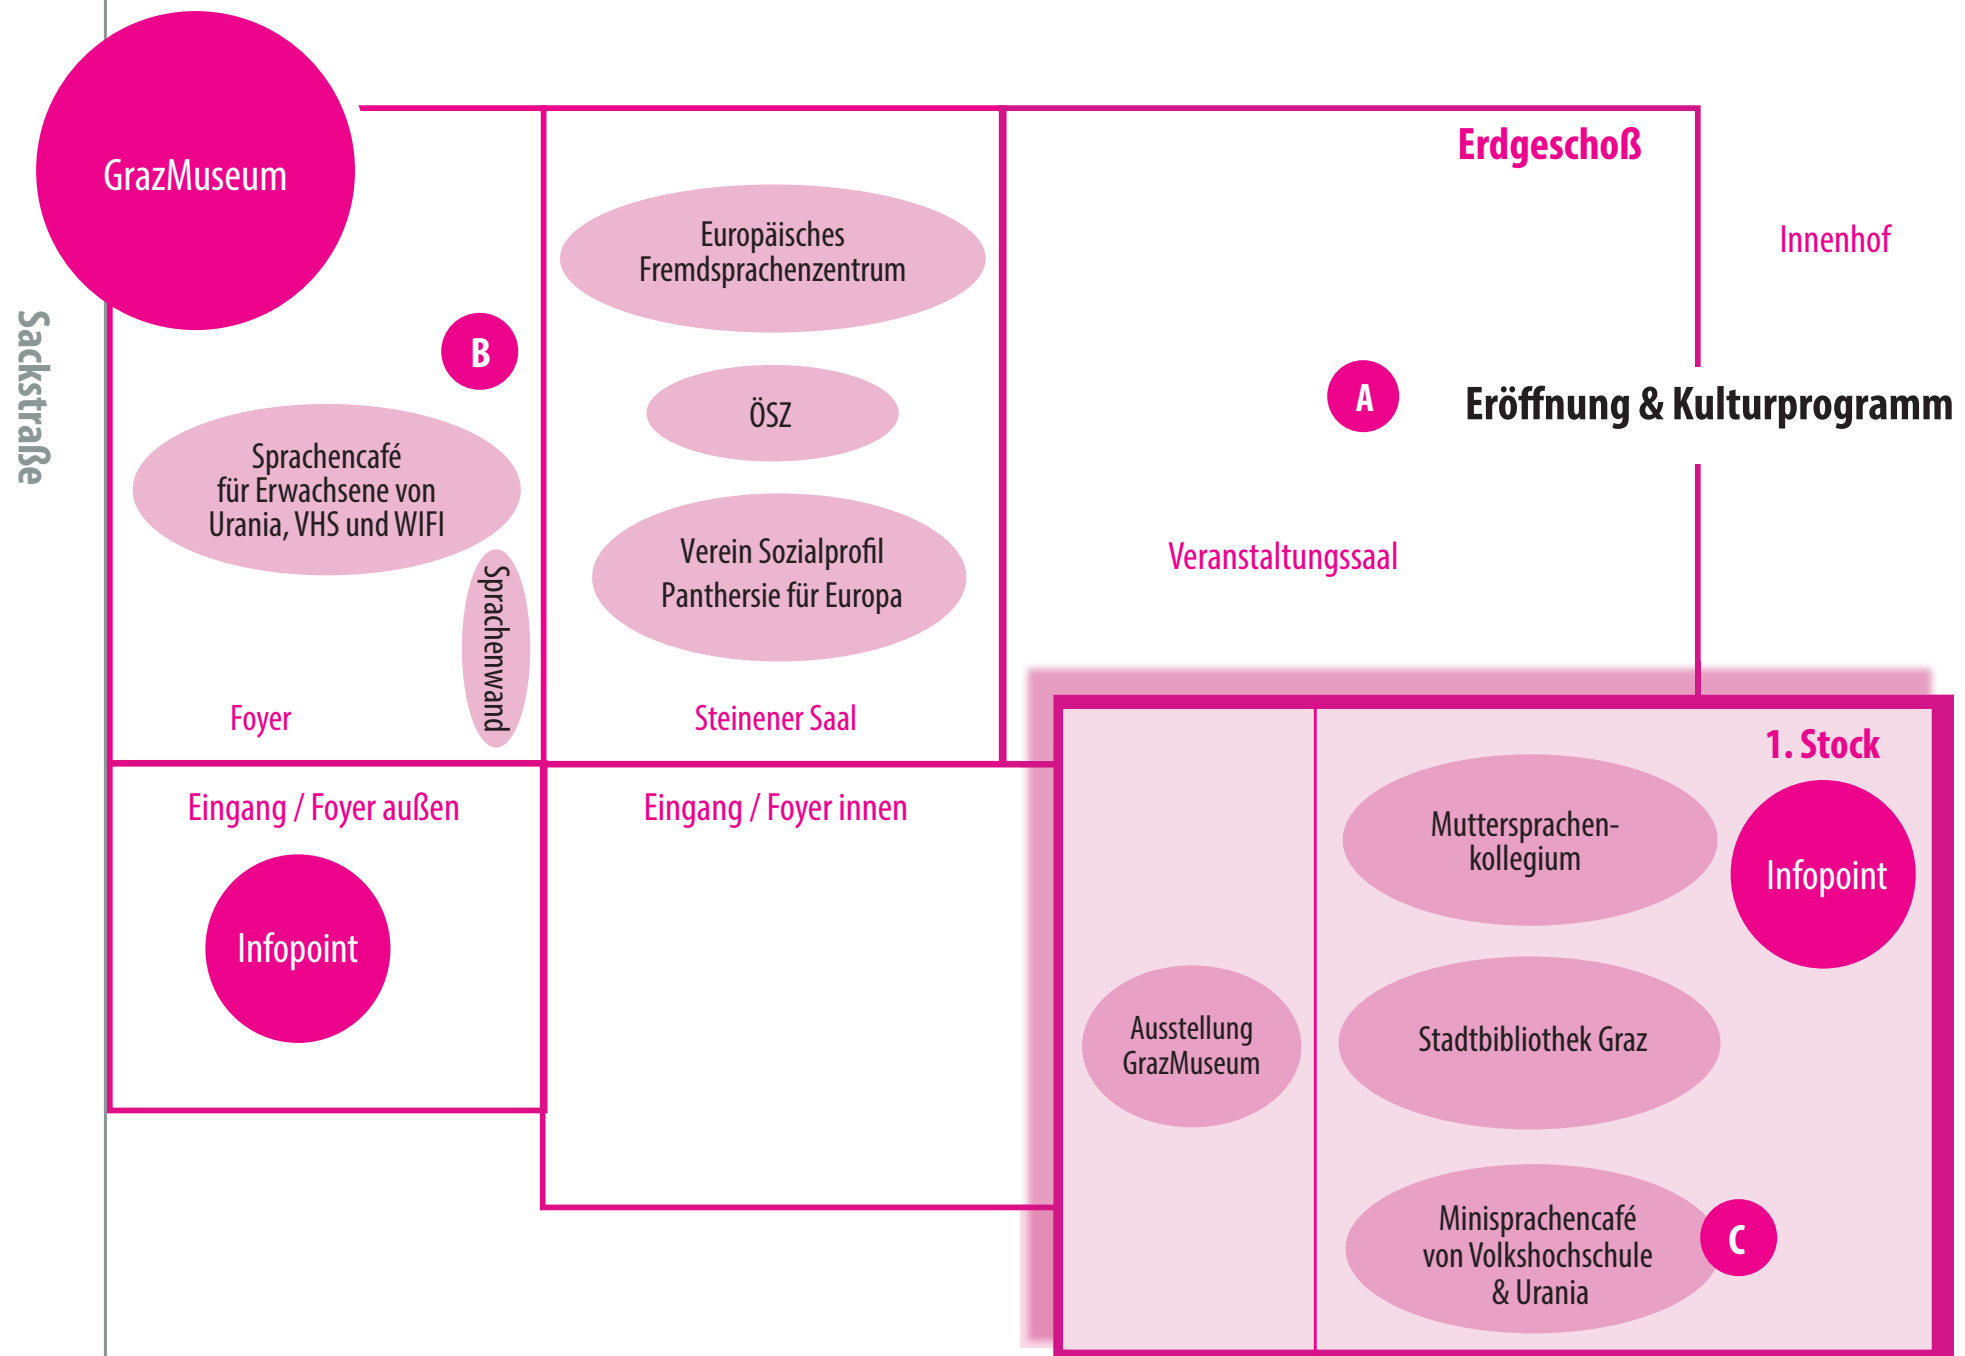 GrazMuseum
Sackstraße
B
Sprachencafé
für Erwachsene von
Urania, VHS und WIFI
Sprachenwand
Foyer
Europäisches
Fremdsprachenzentrum
ÖSZ
Verein Sozialprofil
Panthersie für Europa
Steinener Saal
Erdgeschoß
Innenhof
A
Eröffnung & Kulturprogramm
Veranstaltungssaal
Eingang / Foyer außen
Infopoint
Eingang / Foyer innen
1. Stock
Muttersprachen-
kollegium
Infopoint
Ausstellung
GrazMuseum
Stadtbibliothek Graz
Minisprachencafé
von Volkshochschule
& Urania
C